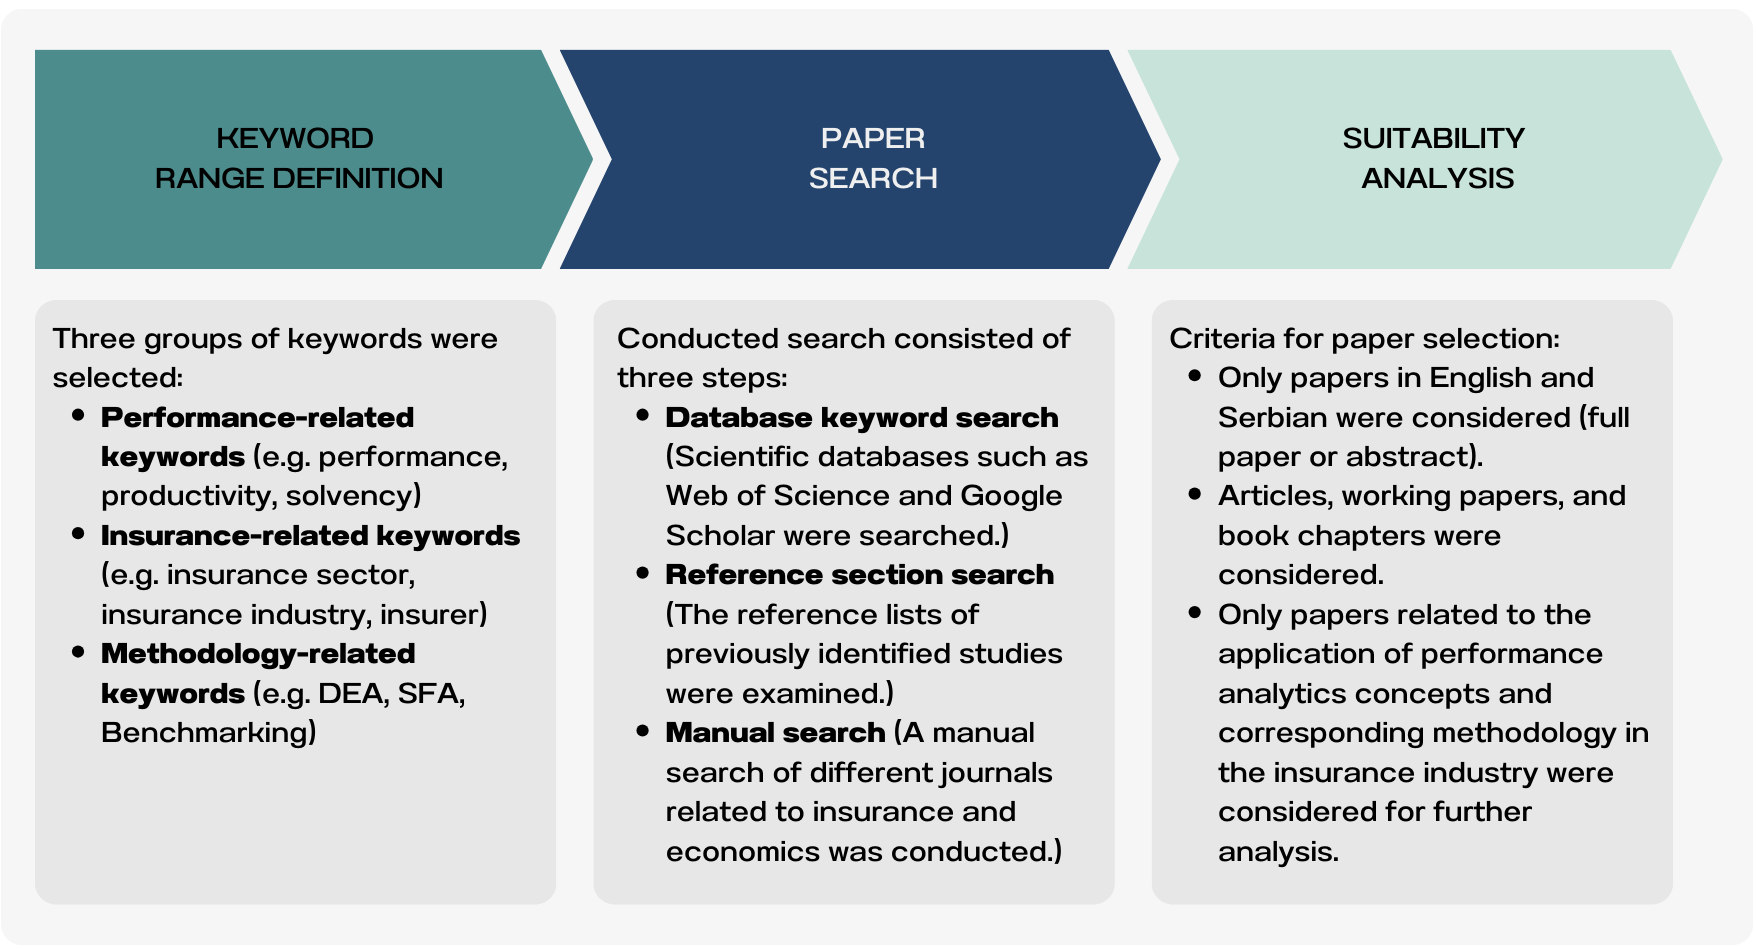 KEYWORD
RANGE DEFINITION
PAPER
SEARCH
SUITABILITY
ANALYSIS
Three groups of keywords were
selected:
• Performance-related
keywords (e.g. performance,
productivity, solvency)
• Insurance-related keywords
(e.g. insurance sector,
insurance industry, insurer)
• Methodology-related
keywords (e.g. DEA, SFA,
Benchmarking)
Conducted search consisted of
three steps:
• Database keyword search
(Scientific databases such as
Web of Science and Google
Scholar were searched.)
• Reference section search
(The reference lists of
previously identified studies
were examined.)
• Manual search (A manual
search of different journals
related to insurance and
economics was conducted.)
Criteria for paper selection:
• Only papers in English and
Serbian were considered (full
paper or abstract).
• Articles, working papers, and
book chapters were
considered.
• Only papers related to the
application of performance
analytics concepts and
corresponding methodology in
the insurance industry were
considered for further
analysis.